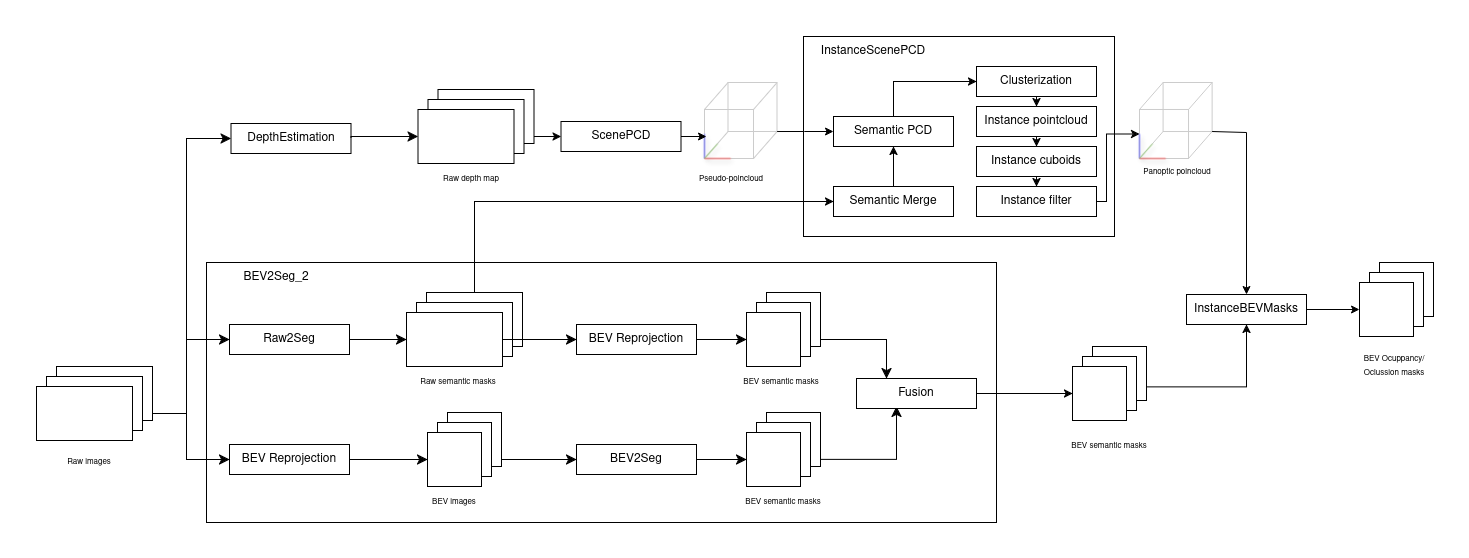 InstanceScenePCD
Clusterization
DepthEstimation
ScenePCD
Semantic PCD
Instance pointcloud
Instance cuboids
Raw depth map
Pseudo-poincloud
Panoptic poincloud
Semantic Merge
Instance filter
BEV2Seg_2
InstanceBEVMasks
Raw2Seg
BEV Reprojection
BEV Ocuppancy/
Oclussion masks
Raw semantic masks
BEV semantic masks
Fusion
BEV semantic masks
Raw images
BEV Reprojection
BEV2Seg
BEV images
BEV semantic masks